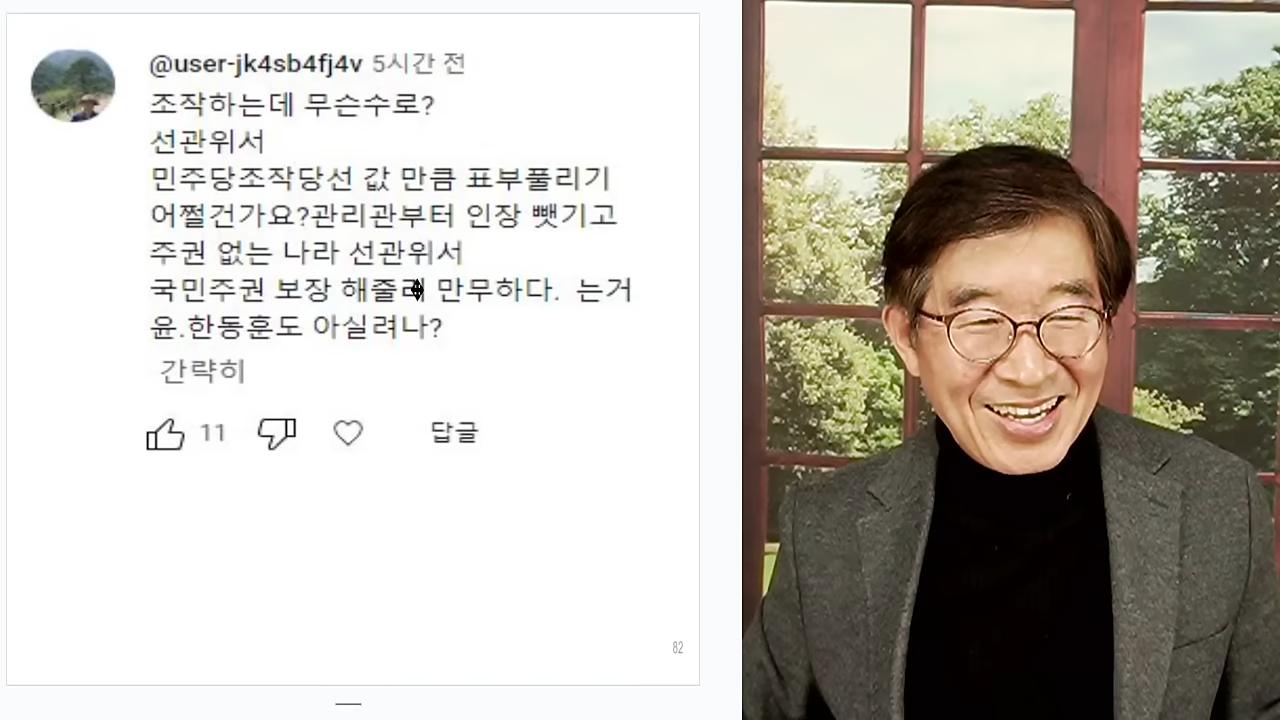 @user-jk4sb4fj4v 5시간 전
조작하는데 무슨수로?
선관위서
민주당조작당선 값 만큼 표부풀리기
어쩔건가요?관리관부터 인장 뺏기고
주권 없는 나라 선관위서
국민주권 보장 해줄 만무하다. 는거
윤.한동훈도 아실려나?
간략히
11 답글
82